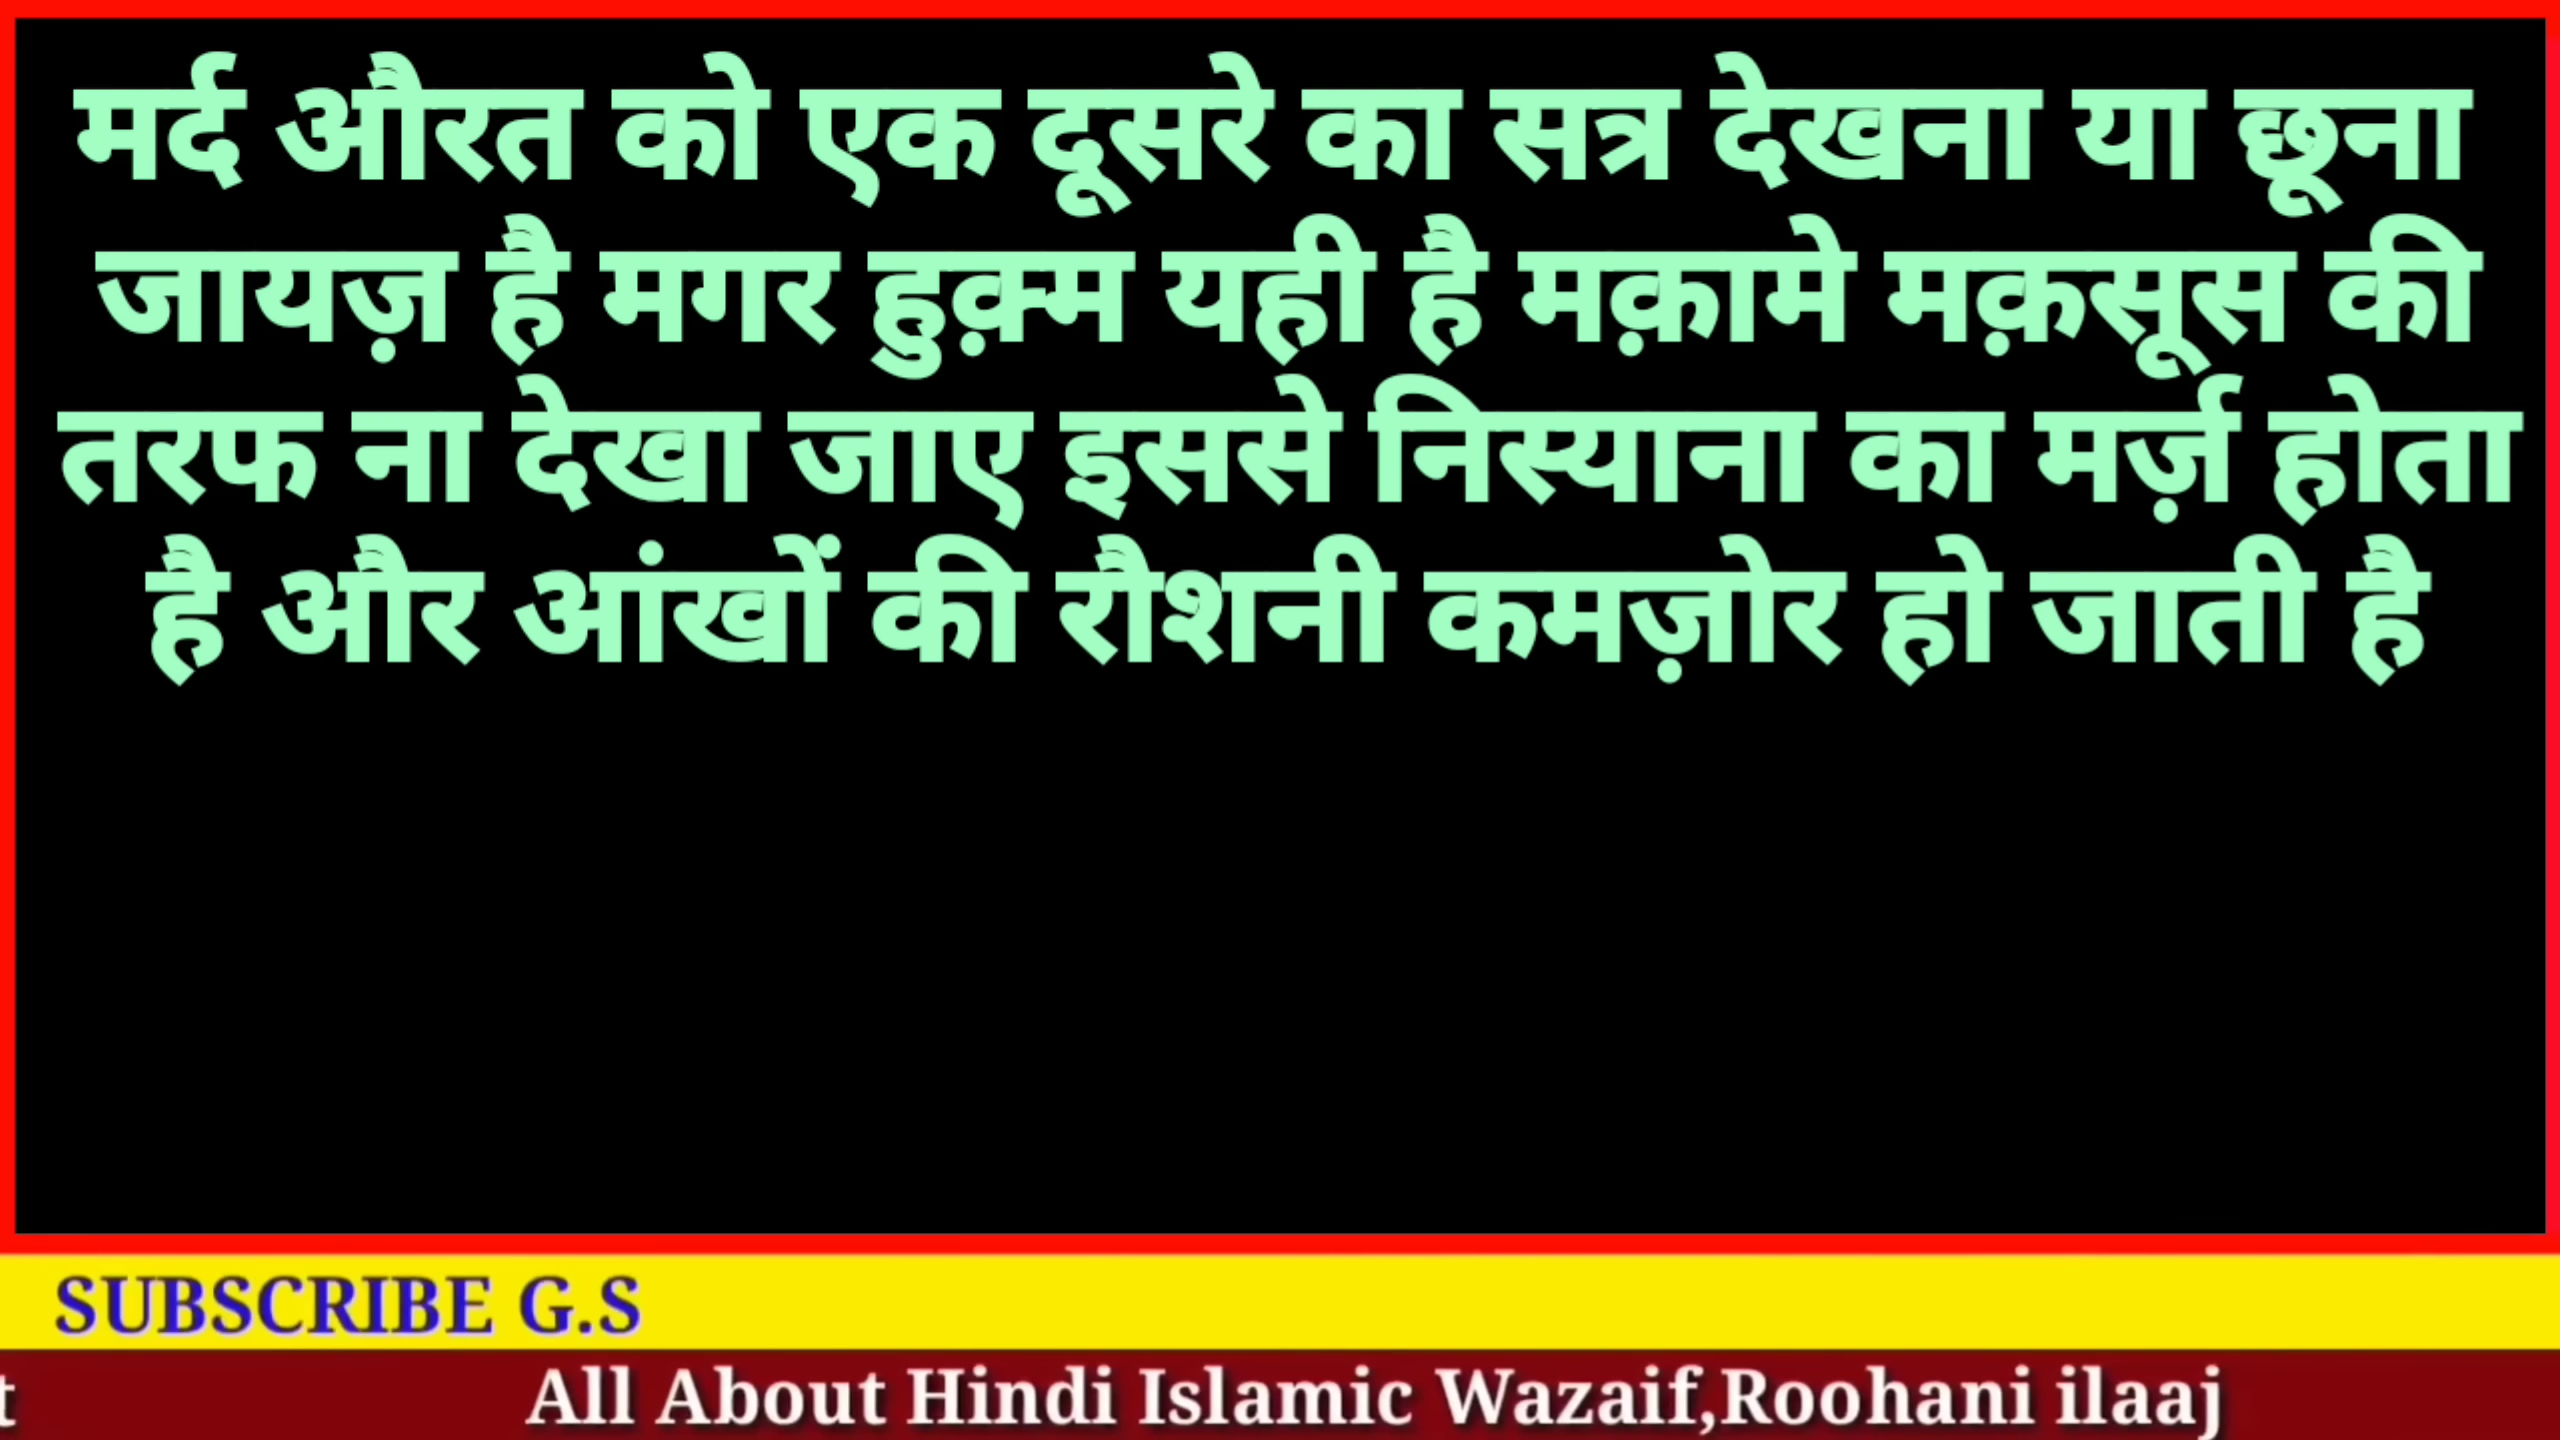 मर्द औरत को एक दूसरे का सत्र देखना या छूना
जायज़ है मगर हुक़्म यही है मक़ामे मक़सूस की
तरफ ना देखा जाए इससे निस्याना का मर्ज़ होता
है और आंखों की रौशनी कमज़ोर हो जाती है
SUBSCRIBE G.S
t All About Hindi Islamic Wazaif,Roohani ilaaj